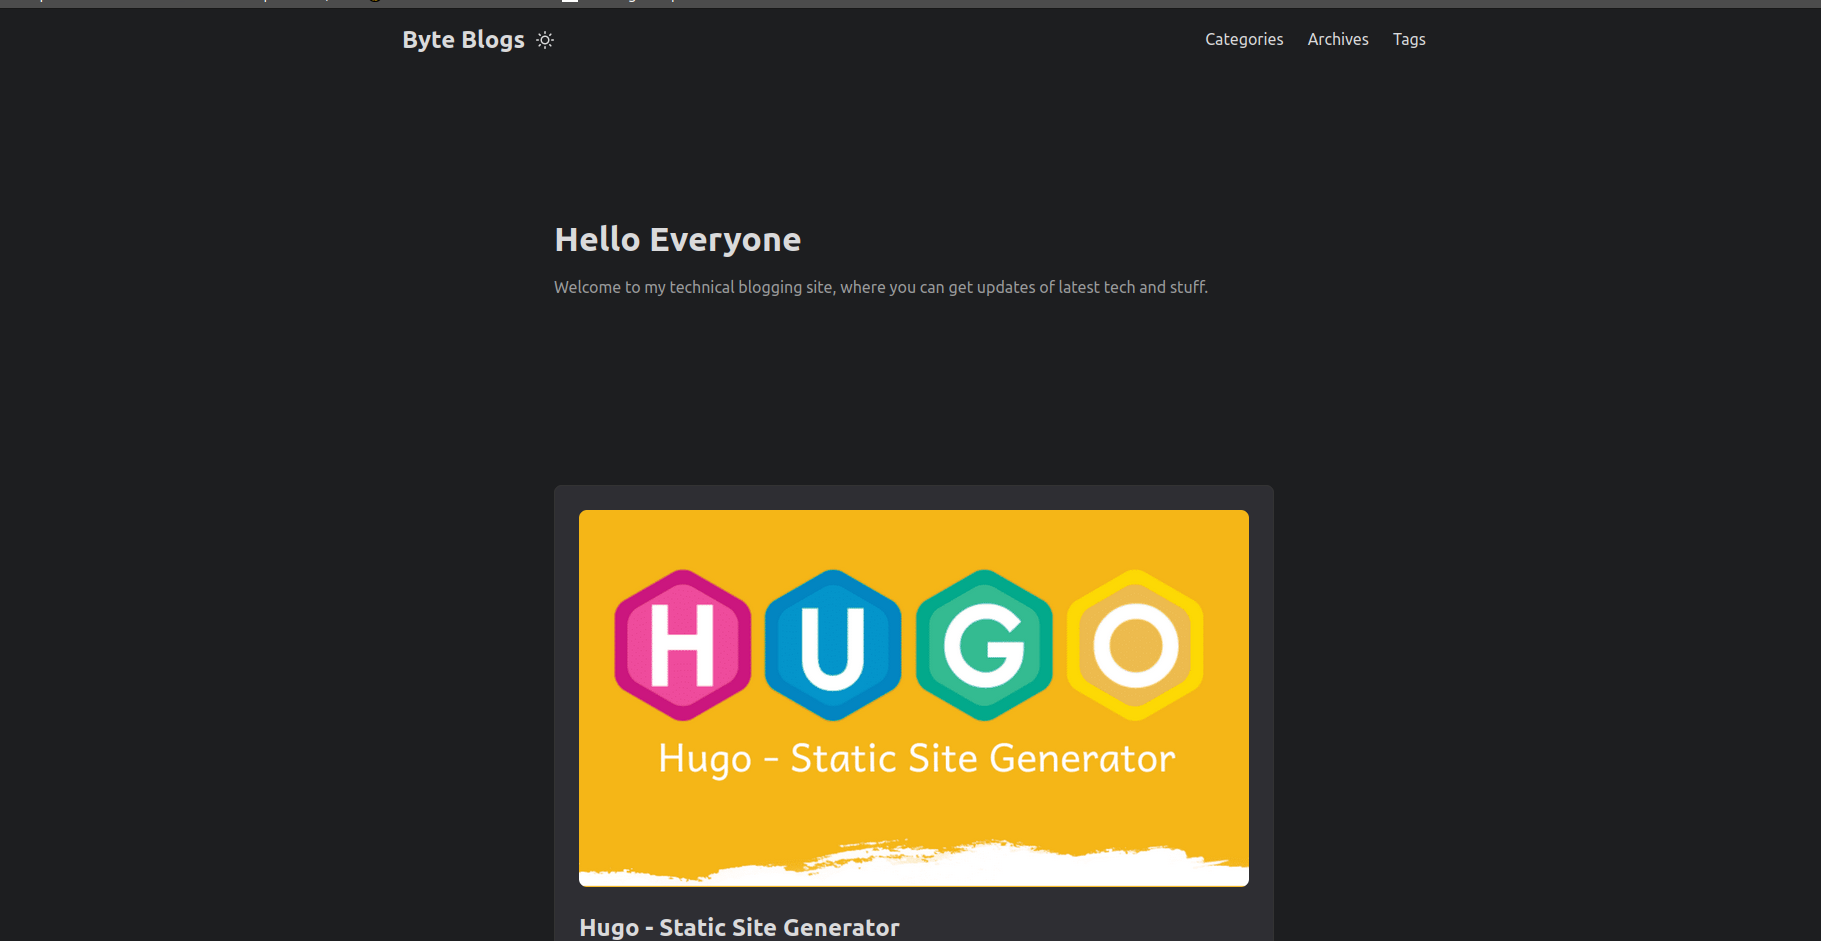 Byte Blogs
Categories Archives Tags
Hello Everyone
Welcome to my technical blogging site, where you can get updates of latest tech and stuff.
HUGO
Hugo - Static Site Generator
Hugo - Static Site Generator